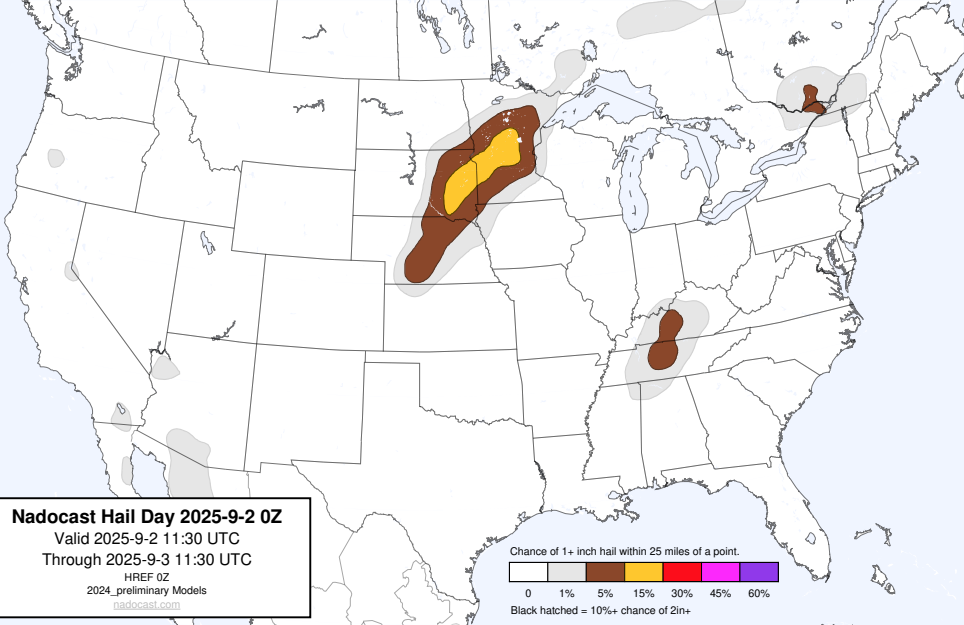 Nadocast Hail Day 2025-9-2 0Z
Valid 2025-9-2 11:30 UTC
Through 2025-9-3 11:30 UTC
HREF 0Z
2024_preliminary Models
nadocast.com
Chance of 1+ inch hail within 25 miles of a point.
0 1% 5% 15% 30% 45% 60%
Black hatched = 10%+ chance of 2in+